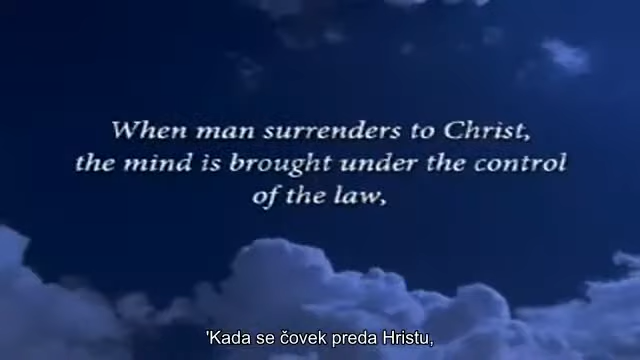 When man surrenders to Christ,
the mind is brought under the control
of the law,
'Kada se čovek preda Hristu,